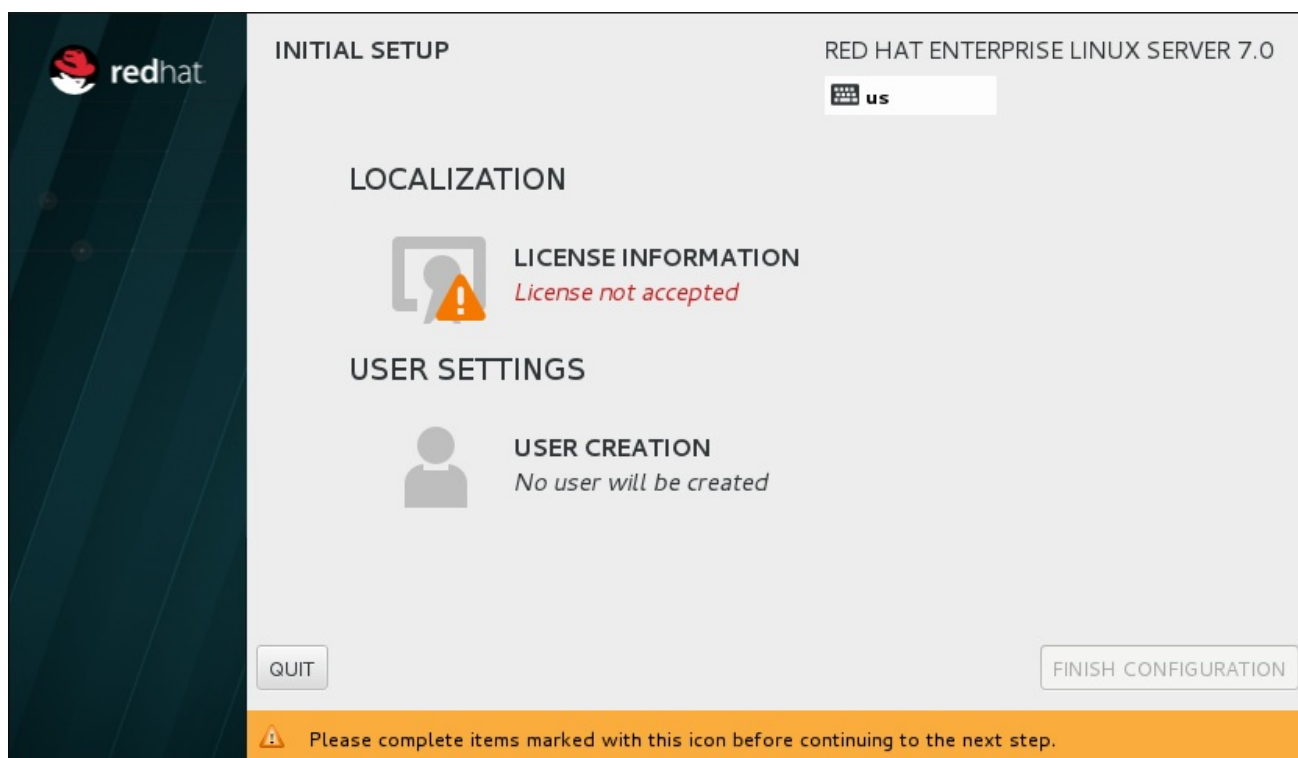 redhat
INITIAL SETUP
RED HAT ENTERPRISE LINUX SERVER 7.0
us
LOCALIZATION
LICENSE INFORMATION
License not accepted
USER SETTINGS
USER CREATION
No user will be created
QUIT
FINISH CONFIGURATION
Please complete items marked with this icon before continuing to the next step.